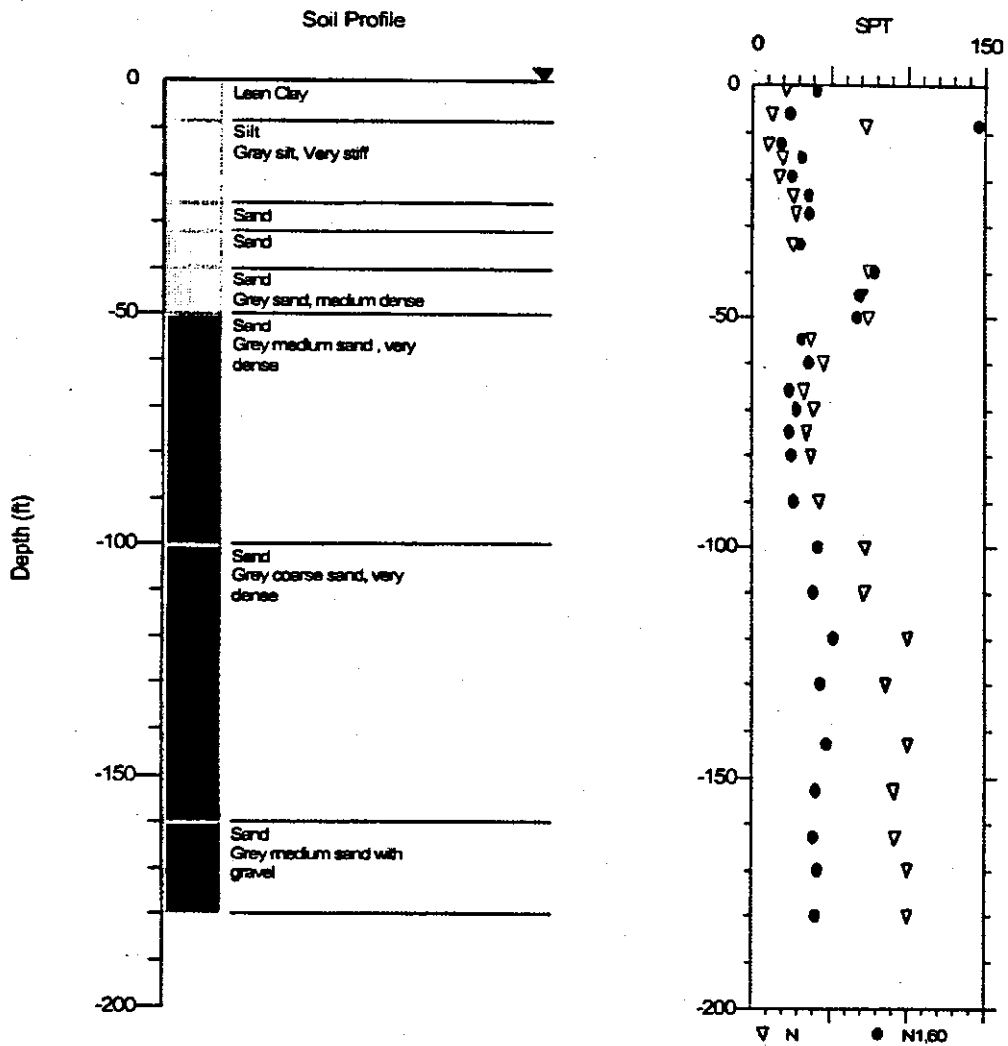 Soil Profile
SPT
0
150
0
0
Lean Clay
Silt
Gray silt, Very stiff
Sand
Sand
Sand
Grey sand, medium dense
-50
-50
Sand
Grey medium sand , very
dense
Depth (ft)
-100
-100
Sand
Grey coarse sand, very
dense
-150
-150
Sand
Grey medium sand with
gravel
-200
-200
N
N1,60